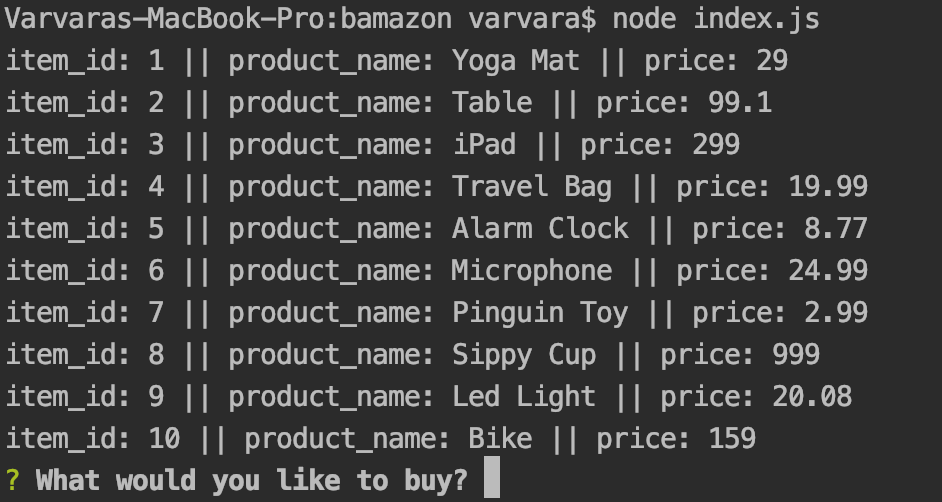 Varvaras-MacBook-Pro:bamazon varvara$ node index.js
item_id: 1 || product_name: Yoga Mat || price: 29
item_id: 2 || product_name: Table || price: 99.1
item_id: 3 || product_name: iPad || price: 299
item_id: 4 || product_name: Travel Bag || price: 19.99
item_id: 5 || product_name: Alarm Clock || price: 8.77
item_id: 6 || product_name: Microphone || price: 24.99
item_id: 7 || product_name: Pinguin Toy || price: 2.99
item_id: 8 || product_name: Sippy Cup || price: 999
item_id: 9 || product_name: Led Light || price: 20.08
item_id: 10 || product_name: Bike || price: 159
? What would you like to buy?